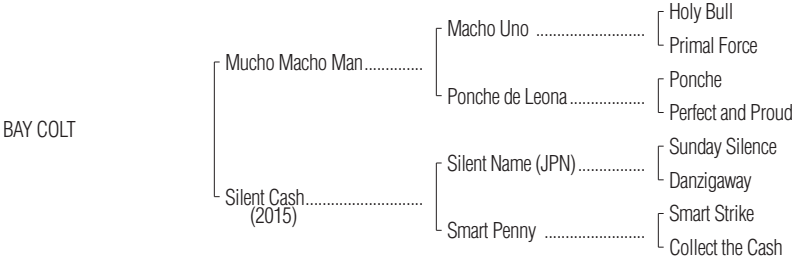 Holy Bull
Macho Uno ........................
Primal Force
Mucho Macho Man..............
Ponche
Ponche de Leona..................
Perfect and Proud
BAY COLT
Sunday Silence
Silent Name (JPN)................
Danzigaway
Silent Cash...........................
(2015)
Smart Strike
Smart Penny ......................
Collect the Cash